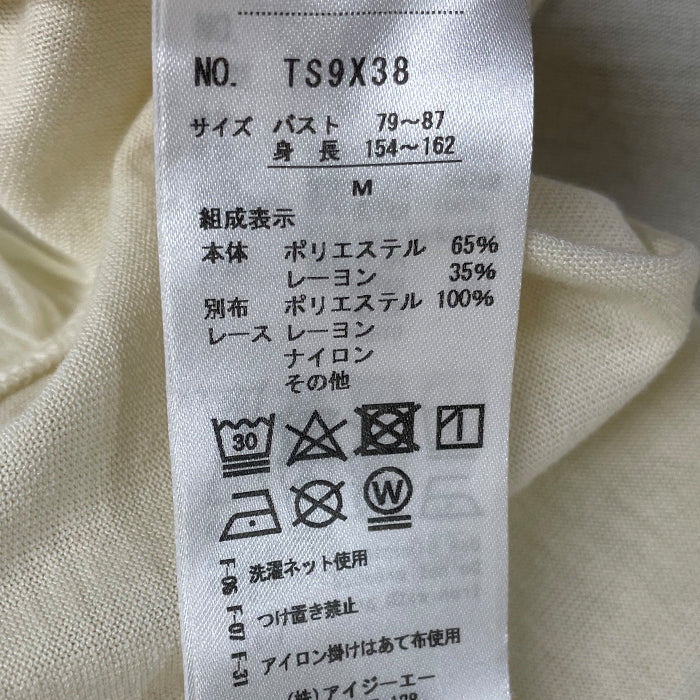 NO. TS9X38
サイズ バスト 79~87
身長 154~162
M
組成表示
本体 ポリエステル 65%
レーヨン 35%
別布 ポリエステル 100%
レース レーヨン
ナイロン
その他
30
W
F-06 洗濯ネット使用
F-07 つけ置き禁止
F-31 アイロン掛けはあて布使用
(株)アイジーエー